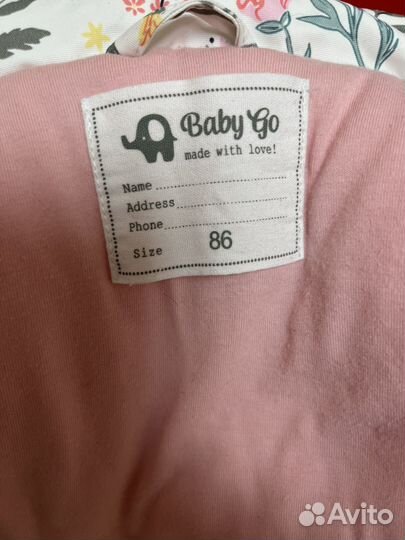 Baby Go
made with love!
Name
Address
Phone
Size 86
Avito